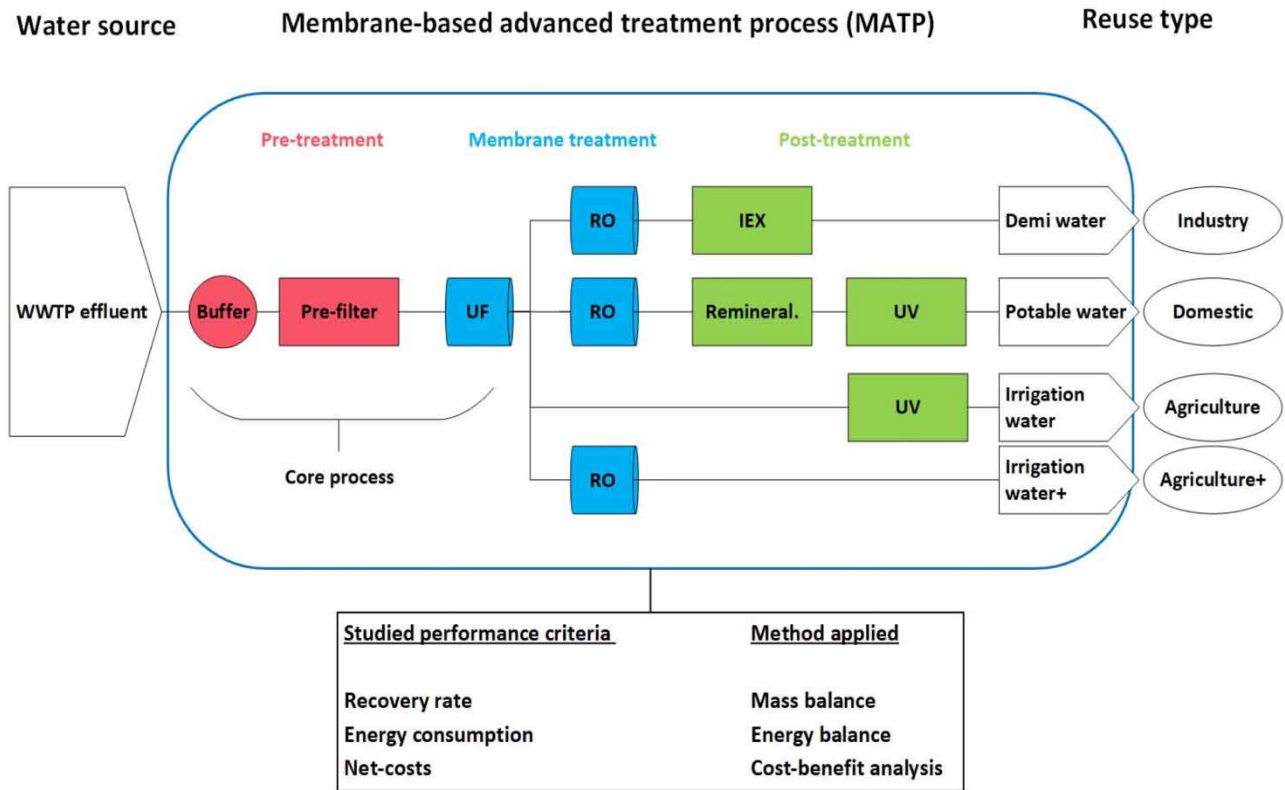 Water source
Membrane-based advanced treatment process (MATP)
Reuse type
Pre-treatment
Membrane treatment
Post-treatment
RO
IEX
Demi water
Industry
WWTP effluent
Buffer
Pre-filter
UF
RO
Remineral.
UV
Potable water
Domestic
UV
Irrigation
water
Agriculture
Core process
RO
Irrigation
water+
Agriculture+
Studied performance criteria
Method applied
Recovery rate
Mass balance
Energy consumption
Energy balance
Net-costs
Cost-benefit analysis